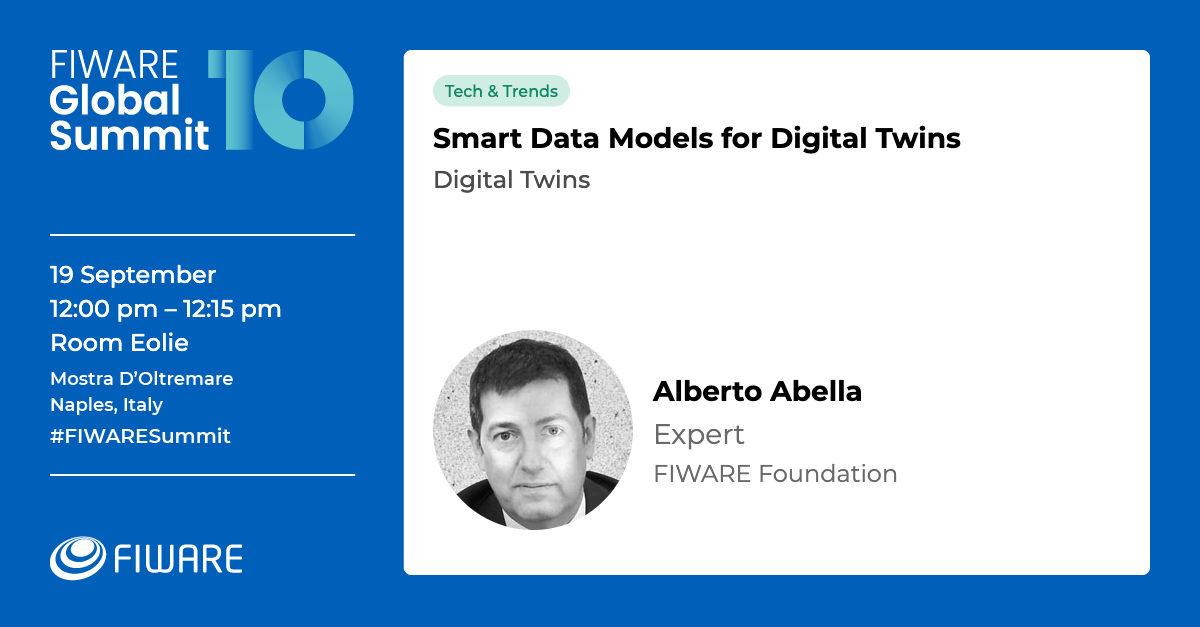 FIWARE
Global
Summit
10
19 September
12:00 pm – 12:15 pm
Room Eolie
Mostra D’Oltremare
Naples, Italy
#FIWARESummit
FIWARE
Tech & Trends
Smart Data Models for Digital Twins
Digital Twins
Alberto Abella
Expert
FIWARE Foundation